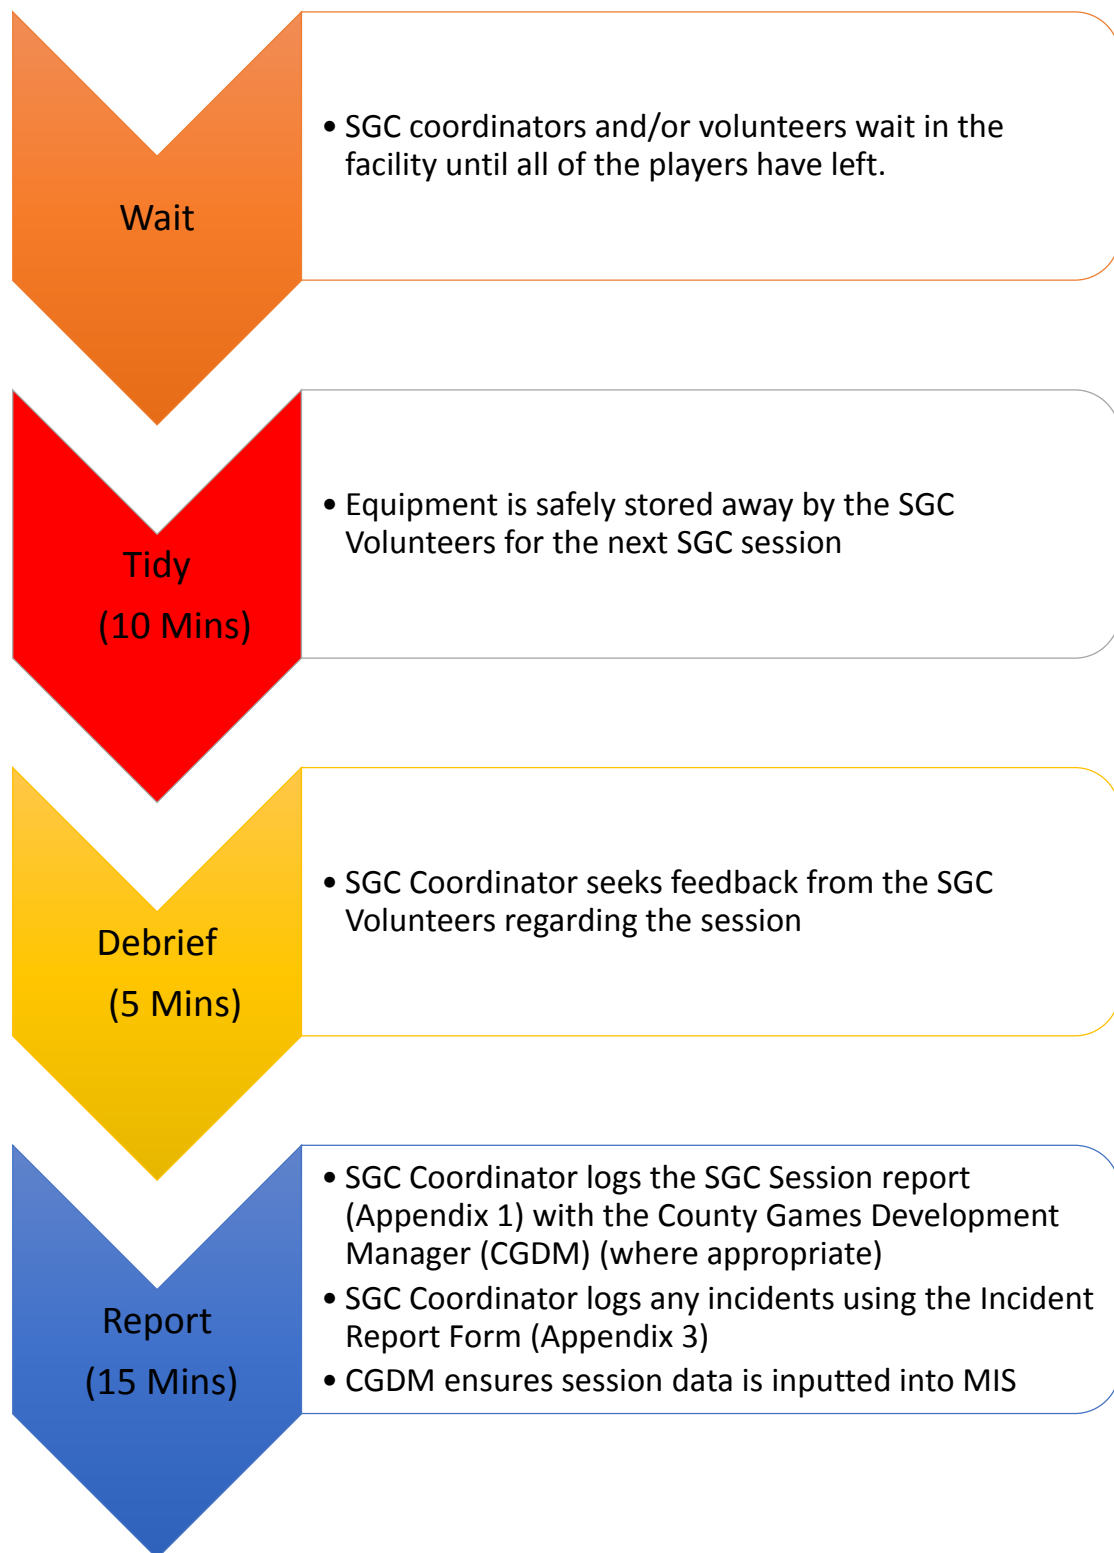 Wait
• SGC coordinators and/or volunteers wait in the
facility until all of the players have left.
Tidy
(10 Mins)
• Equipment is safely stored away by the SGC
Volunteers for the next SGC session
Debrief
(5 Mins)
• SGC Coordinator seeks feedback from the SGC
Volunteers regarding the session
Report
(15 Mins)
• SGC Coordinator logs the SGC Session report
(Appendix 1) with the County Games Development
Manager (CGDM) (where appropriate)
• SGC Coordinator logs any incidents using the Incident
Report Form (Appendix 3)
• CGDM ensures session data is inputted into MIS